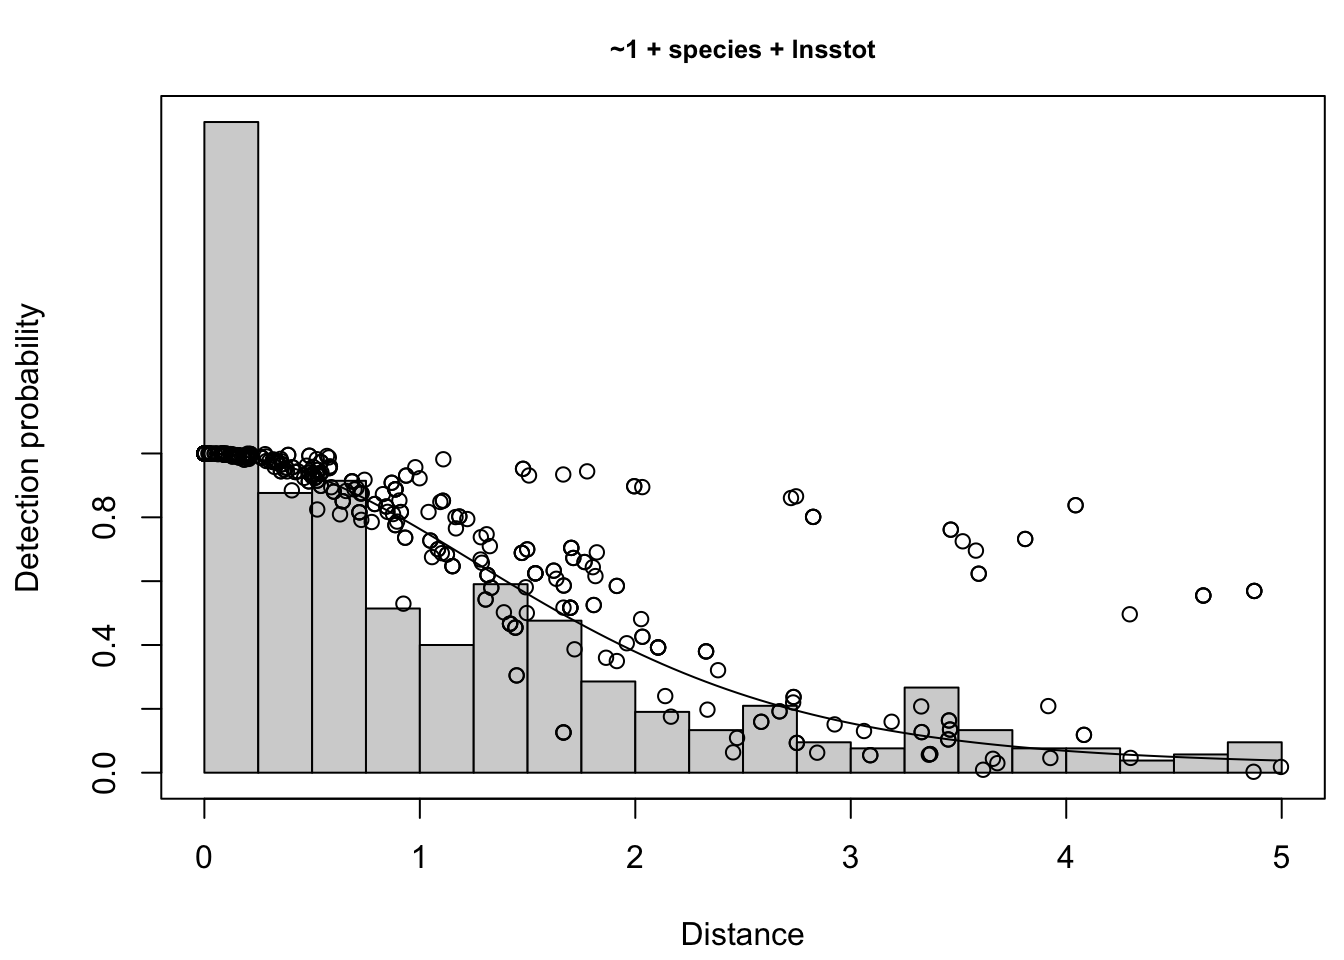 ~1 + species + lnsstot
Detection probability
0.8
0.4
0.0
0 1 2 3 4 5
Distance